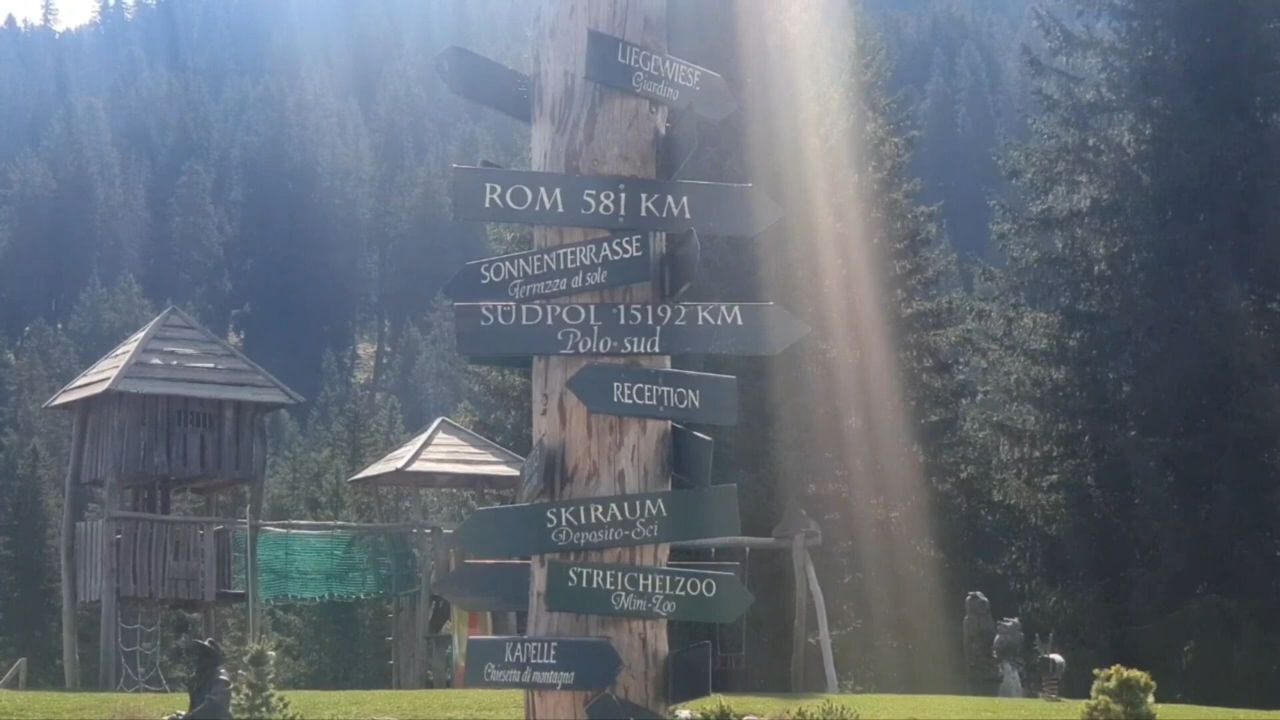 LIEGEWIESE
Giardino
ROM 581 KM
SONNENTERRASSE
Terrazza al sole
SÜDPOL 15192 KM
Polo sud
RECEPTION
SKIRAUM
Deposito-Sci
STREICHELZOO
Mini-Zoo
KAPELLE
Chiesetta di montagna